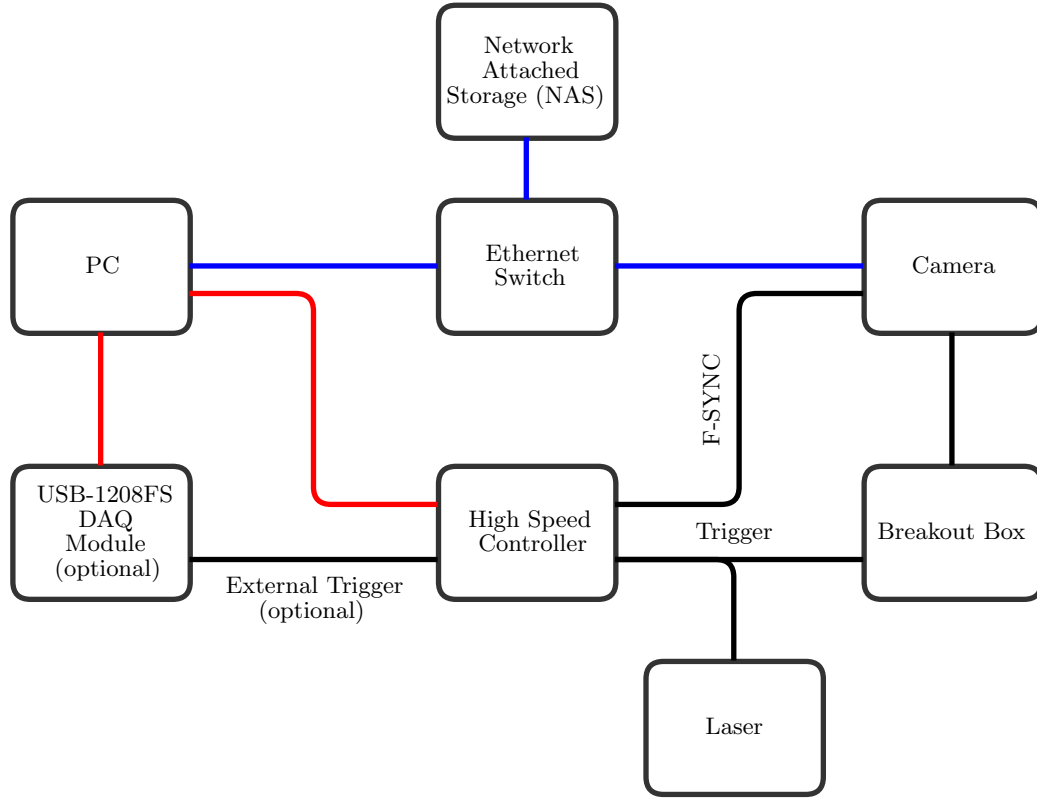 Network
Attached
Storage (NAS)
PC
Ethernet
Switch
Camera
F-SYNC
USB-1208FS
DAQ
Module
(optional)
External Trigger
(optional)
High Speed
Controller
Trigger
Breakout Box
Laser